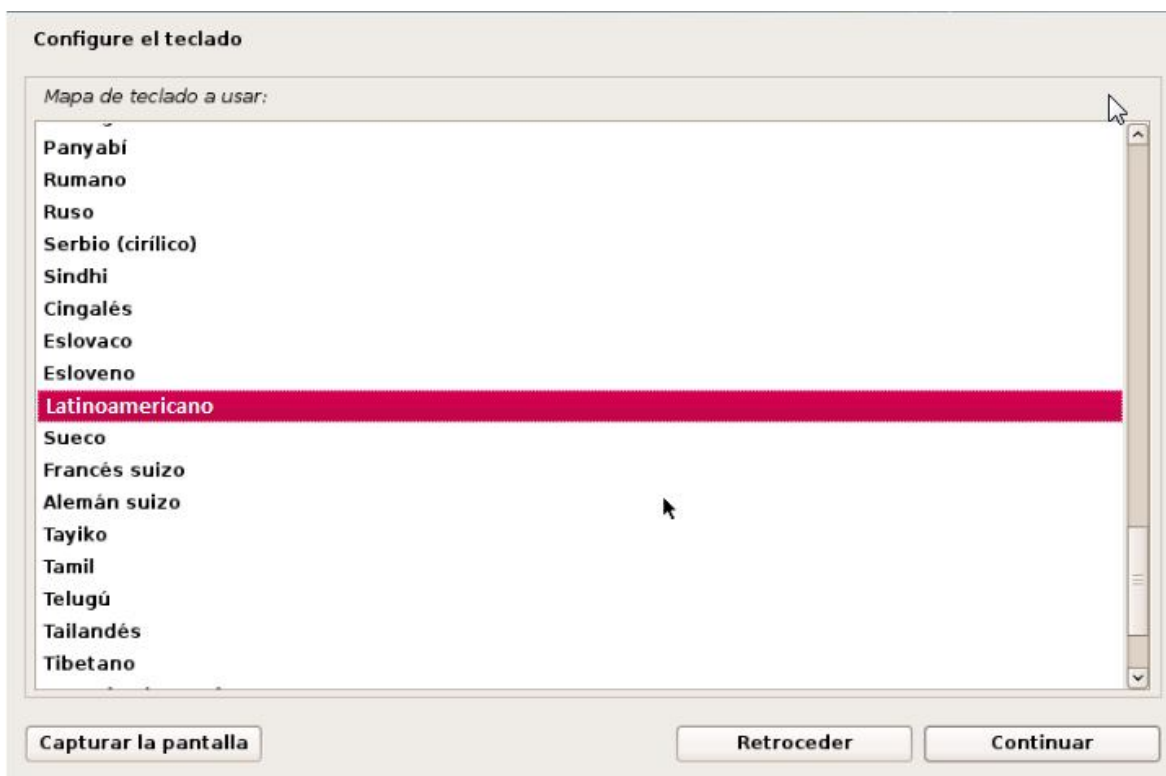 Configure el teclado
Mapa de teclado a usar:
Panyabí
Rumano
Ruso
Serbio (cirílico)
Sindhi
Cingalés
Eslovaco
Esloveno
Latinoamericano
Sueco
Francés suizo
Alemán suizo
Tayiko
Tamil
Telugú
Tailandés
Tibetano
Capturar la pantalla
Retroceder
Continuar